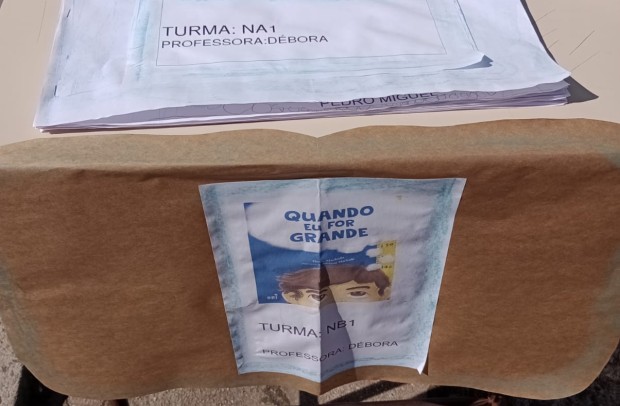 TURMA: NA1
PROFESSORA:DÉBORA
PEDRO MIGUEL
QUANDO
EU FOR
GRANDE
TURMA: NB1
PROFESSORA: DÉBORA